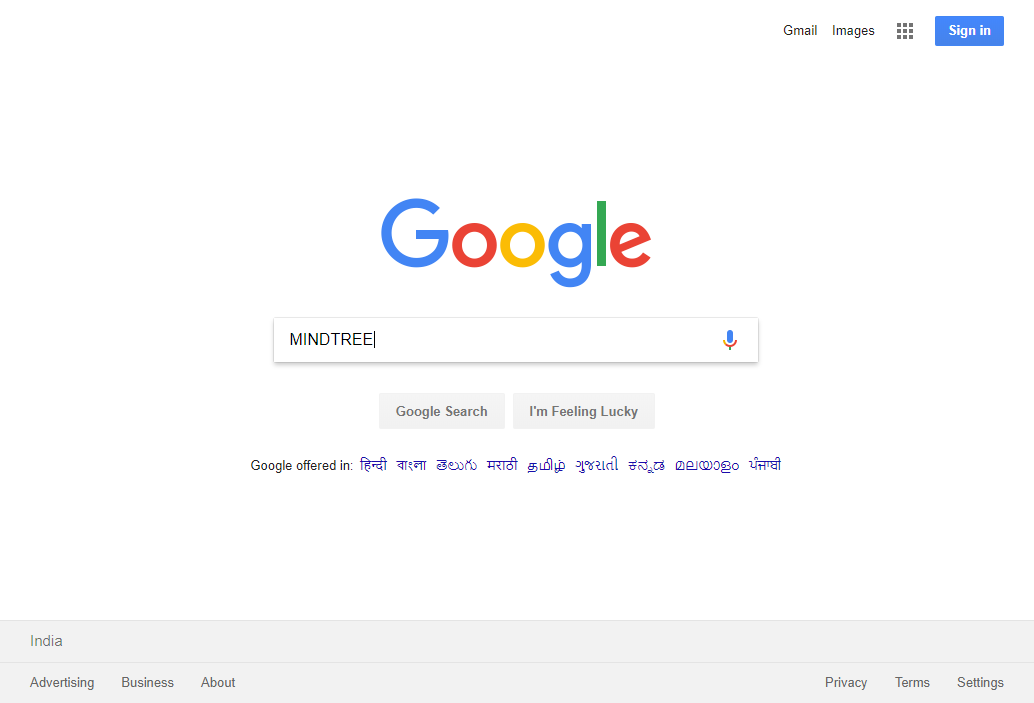 Gmail Images Sign in
Google
MINDTREE
Google Search I'm Feeling Lucky
Google offered in: हिन्दी বাংলা తెలుగు मराठी தமிழ் ગુજરાતી ಕನ್ನಡ മലയാളം ਪੰਜਾਬੀ
India
Advertising Business About Privacy Terms Settings